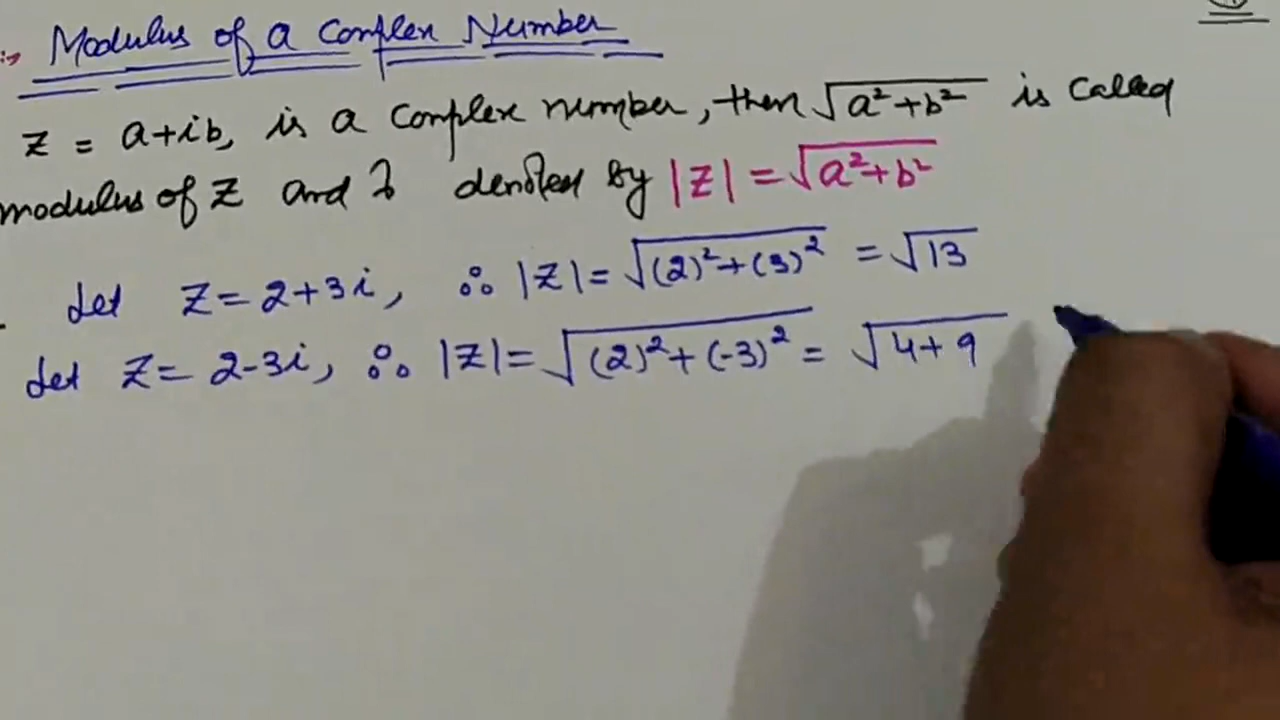 Modulus of a Complex Number
z = a+ib, is a complex number, then √a²+b² is called
modulus of z and is denoted by |z| = √a²+b²
Let z = 2+3i, ∴ |z| = √(2)²+(3)² = √13
Let z = 2-3i, ∴ |z| = √(2)²+(-3)² = √4+9